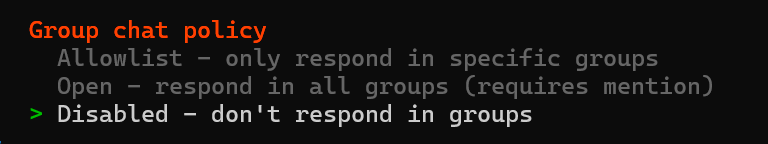 Group chat policy
Allowlist – only respond in specific groups
Open – respond in all groups (requires mention)
> Disabled – don't respond in groups